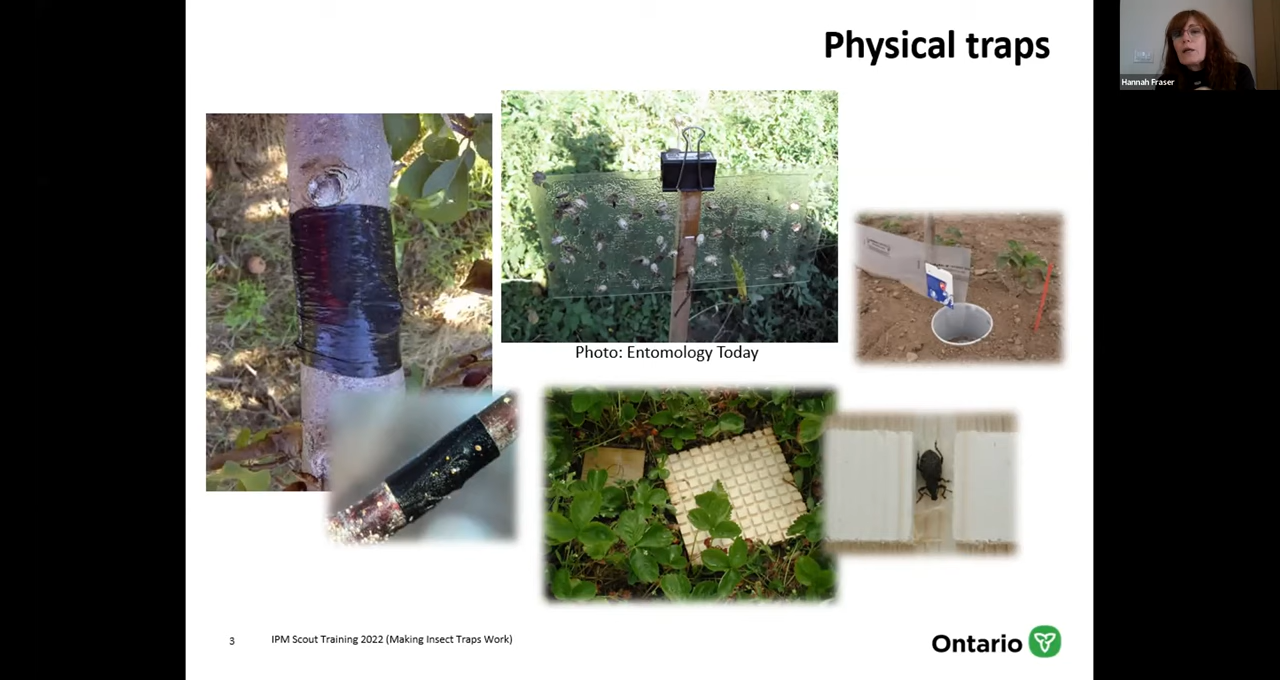 Physical traps
Hannah Fraser
Photo: Entomology Today
3
IPM Scout Training 2022 (Making Insect Traps Work)
Ontario